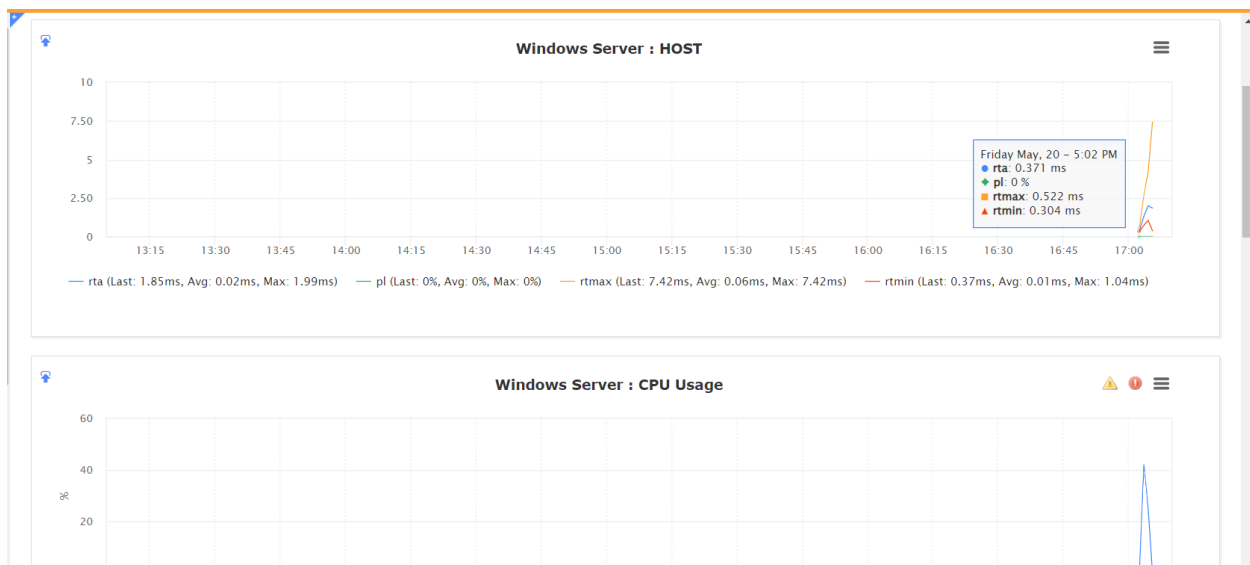 Windows Server : HOST
10
7.50
5
2.50
0
Friday May, 20 – 5:02 PM
rta: 0.371 ms
pl: 0 %
rtmax: 0.522 ms
rtmin: 0.304 ms
13:15 13:30 13:45 14:00 14:15 14:30 14:45 15:00 15:15 15:30 15:45 16:00 16:15 16:30 16:45 17:00
rta (Last: 1.85ms, Avg: 0.02ms, Max: 1.99ms) pl (Last: 0%, Avg: 0%, Max: 0%) rtmax (Last: 7.42ms, Avg: 0.06ms, Max: 7.42ms) rtmin (Last: 0.37ms, Avg: 0.01ms, Max: 1.04ms)
Windows Server : CPU Usage
60
40
%
20